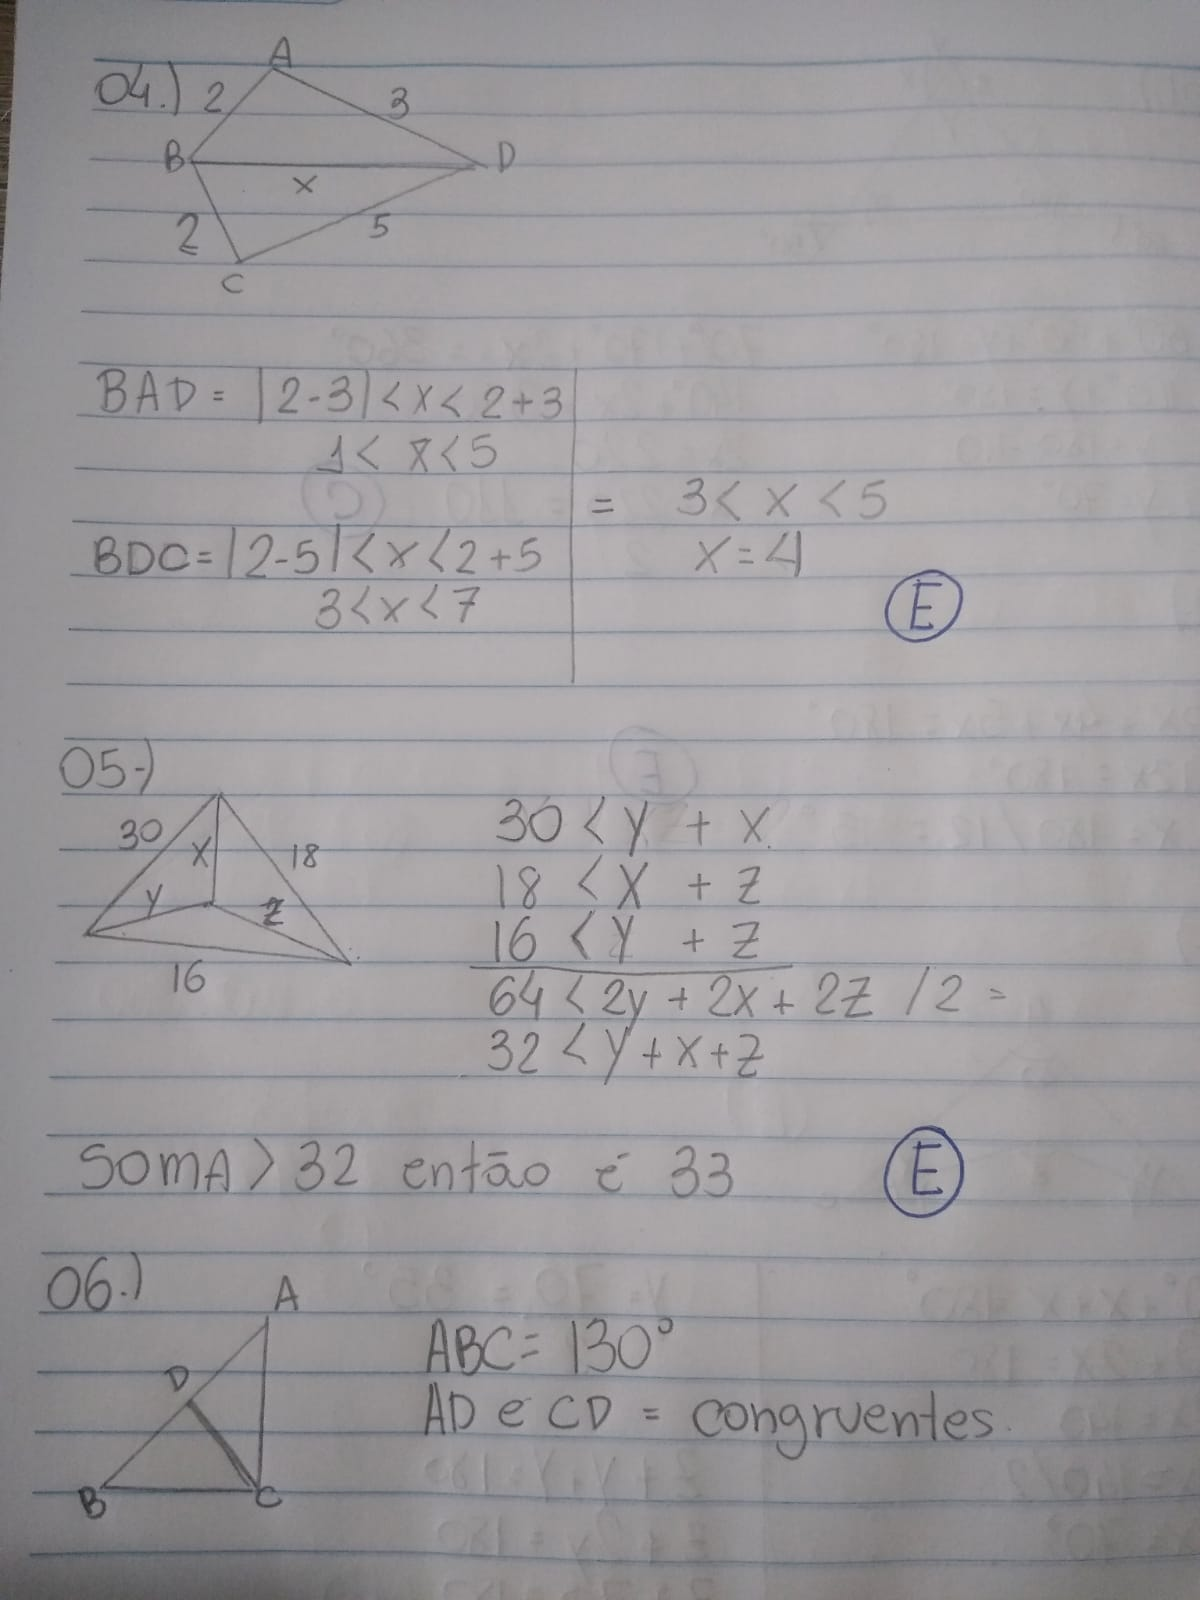 04.)
A
2
3
B
D
x
2
5
C
BAD = |2-3| < x < 2+3
1 < x < 5
= 3 < x < 5
BDC = |2-5| < x < 2+5
x = 4
3 < x < 7
E
05-)
30
x
18
y
z
16
30 < y + x
18 < x + z
16 < y + z
64 < 2y + 2x + 2z /2 =
32 < y + x + z
SOMA > 32 então é 33
E
06.)
A
D
B
C
ABC = 130°
AD e CD = congruentes.